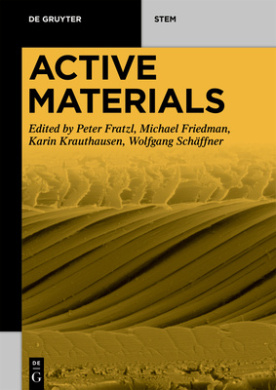 DE GRUYTER
STEM
ACTIVE
MATERIALS
Edited by Peter Fratzl, Michael Friedman,
Karin Krauthausen, Wolfgang Schäffner
DE
G